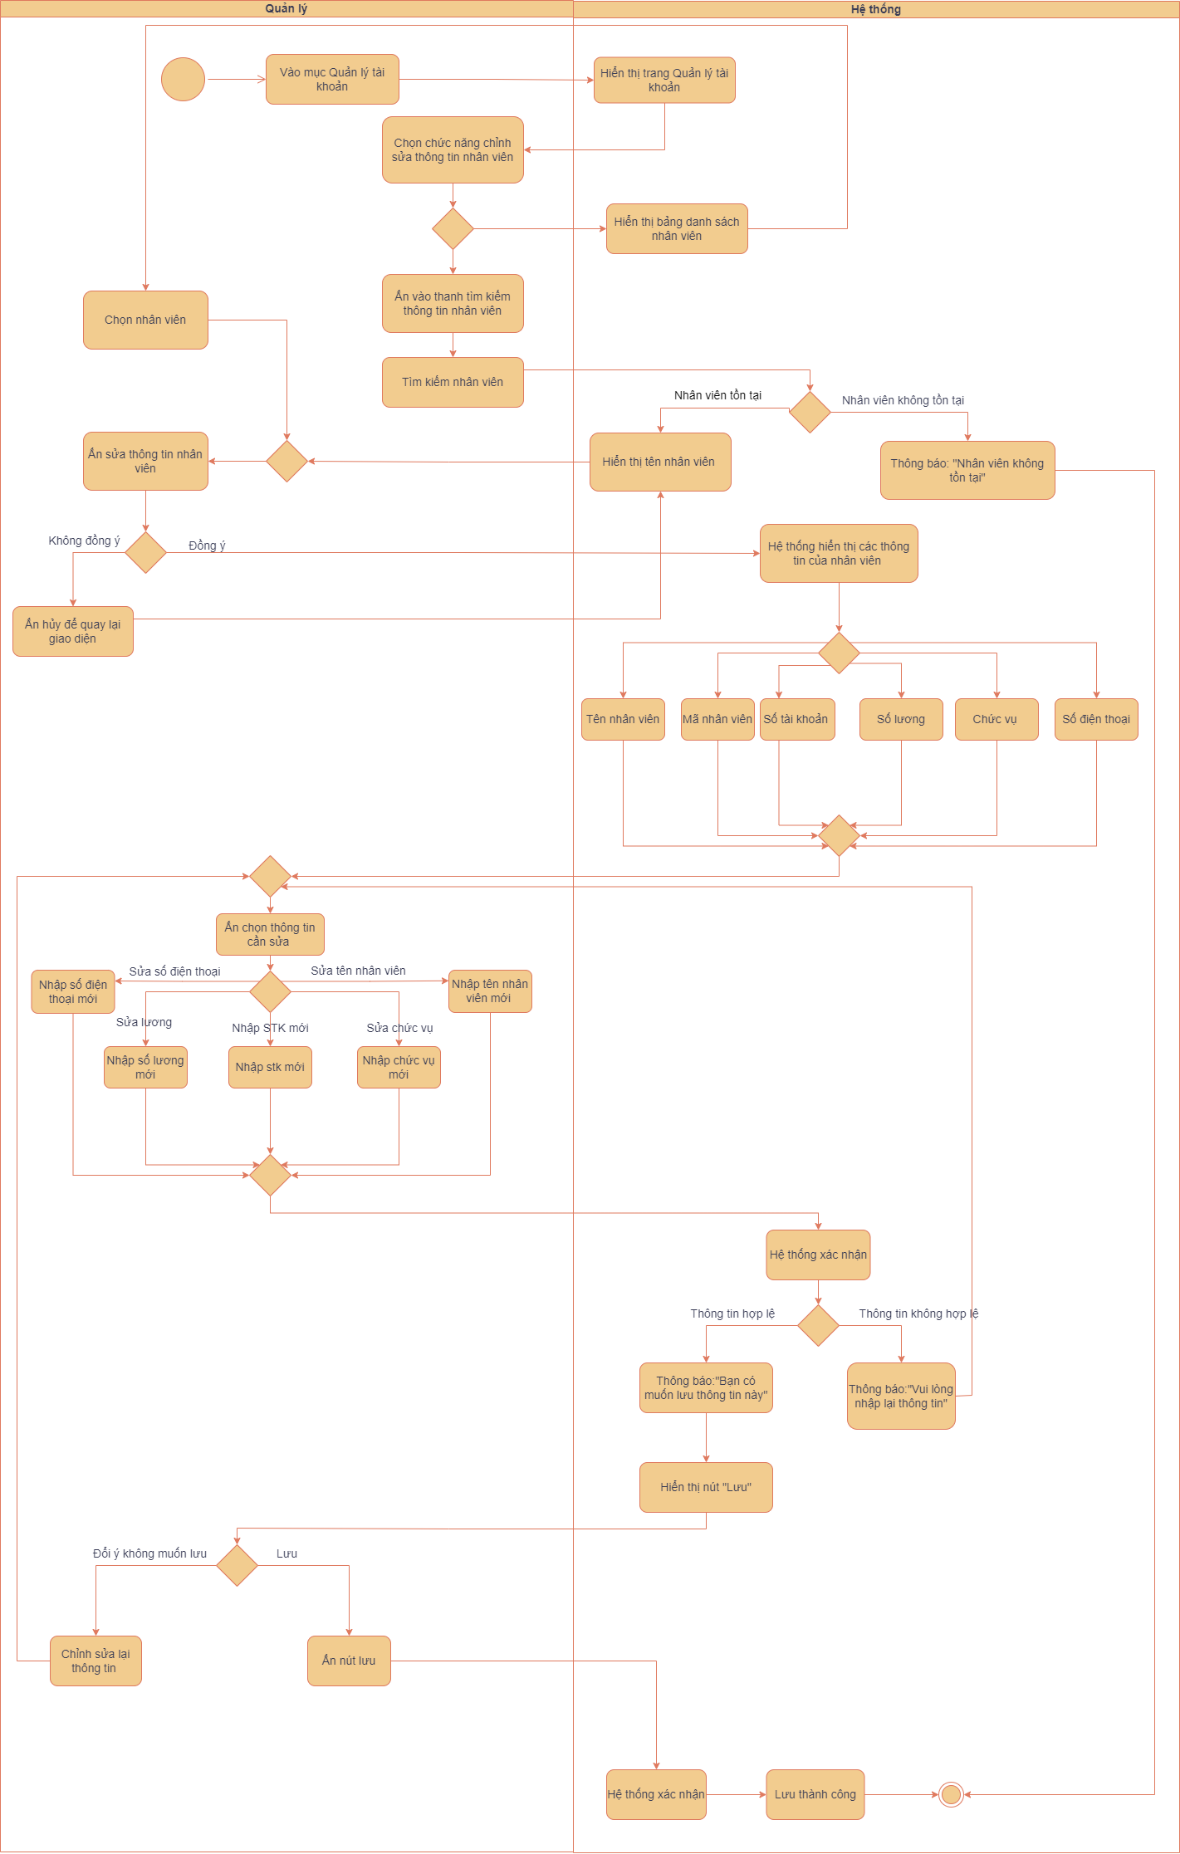 Quản lý
Hệ thống
Vào mục Quản lý tài
khoản
Hiển thị trang Quản lý tài
khoản
Chọn chức năng chỉnh
sửa thông tin nhân viên
Hiển thị bảng danh sách
nhân viên
Ấn vào thanh tìm kiếm
thông tin nhân viên
Chọn nhân viên
Tìm kiếm nhân viên
Nhân viên tồn tại
Nhân viên không tồn tại
Ấn sửa thông tin nhân
viên
Hiển thị tên nhân viên
Thông báo: "Nhân viên không
tồn tại"
Không đồng ý
Đồng ý
Hệ thống hiển thị các thông
tin của nhân viên
Ấn hủy để quay lại
giao diện
Tên nhân viên
Mã nhân viên
Số tài khoản
Số lương
Chức vụ
Số điện thoại
Ấn chọn thông tin
cần sửa
Sửa số điện thoại
Sửa tên nhân viên
Nhập số điện
thoại mới
Nhập tên nhân
viên mới
Sửa lương
Nhập STK mới
Sửa chức vụ
Nhập số lương
mới
Nhập stk mới
Nhập chức vụ
mới
Hệ thống xác nhận
Thông tin hợp lệ
Thông tin không hợp lệ
Thông báo:"Bạn có
muốn lưu thông tin này"
Thông báo:"Vui lòng
nhập lại thông tin"
Hiển thị nút "Lưu"
Đổi ý không muốn lưu
Lưu
Chỉnh sửa lại
thông tin
Ấn nút lưu
Hệ thống xác nhận
Lưu thành công